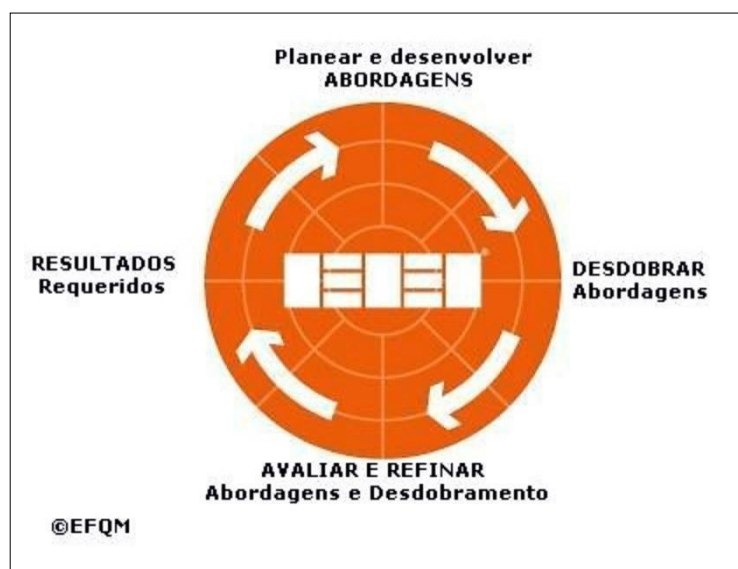 Planear e desenvolver
ABORDAGENS
RESULTADOS
Requeridos
DESDOBRAR
Abordagens
AVALIAR E REFINAR
Abordagens e Desdobramento
©EFQM